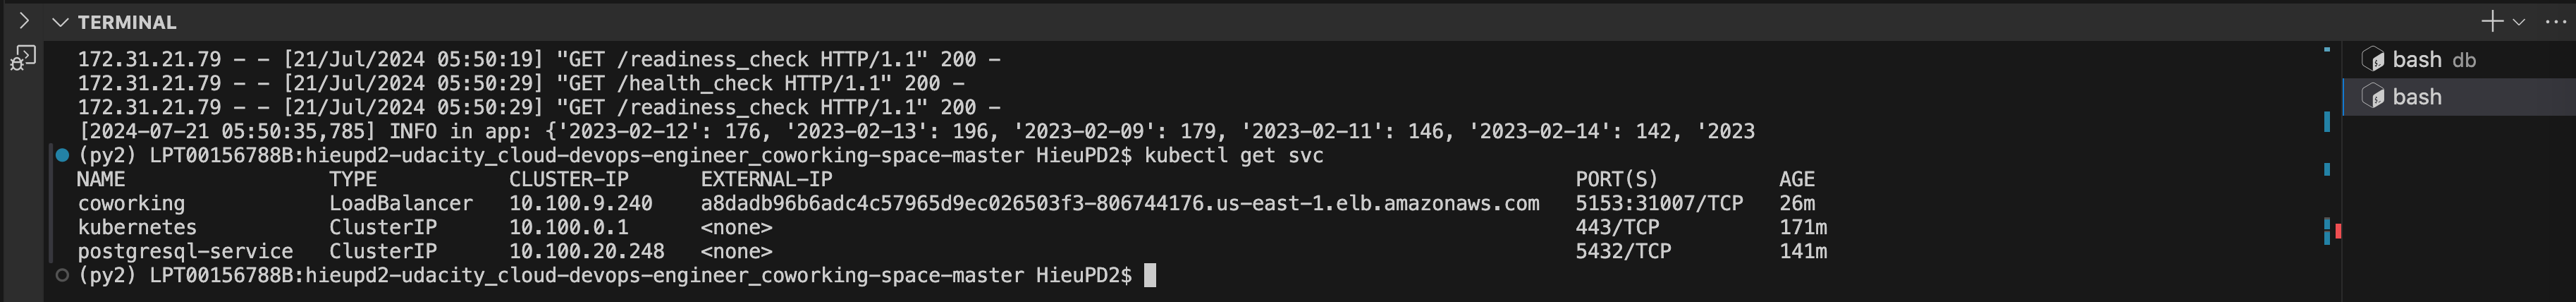 TERMINAL
172.31.21.79 - - [21/Jul/2024 05:50:19] "GET /readiness_check HTTP/1.1" 200 -
172.31.21.79 - - [21/Jul/2024 05:50:29] "GET /health_check HTTP/1.1" 200 -
172.31.21.79 - - [21/Jul/2024 05:50:29] "GET /readiness_check HTTP/1.1" 200 -
[2024-07-21 05:50:35,785] INFO in app: {'2023-02-12': 176, '2023-02-13': 196, '2023-02-09': 179, '2023-02-11': 146, '2023-02-14': 142, '2023
(py2) LPT00156788B:hieupd2-udacity_cloud-devops-engineer_coworking-space-master HieuPD2$ kubectl get svc
NAME TYPE CLUSTER-IP EXTERNAL-IP PORT(S) AGE
coworking LoadBalancer 10.100.9.240 a8dadb96b6adc4c57965d9ec026503f3-806744176.us-east-1.elb.amazonaws.com 5153:31007/TCP 26m
kubernetes ClusterIP 10.100.0.1 <none> 443/TCP 171m
postgresql-service ClusterIP 10.100.20.248 <none> 5432/TCP 141m
(py2) LPT00156788B:hieupd2-udacity_cloud-devops-engineer_coworking-space-master HieuPD2$
bash db
bash